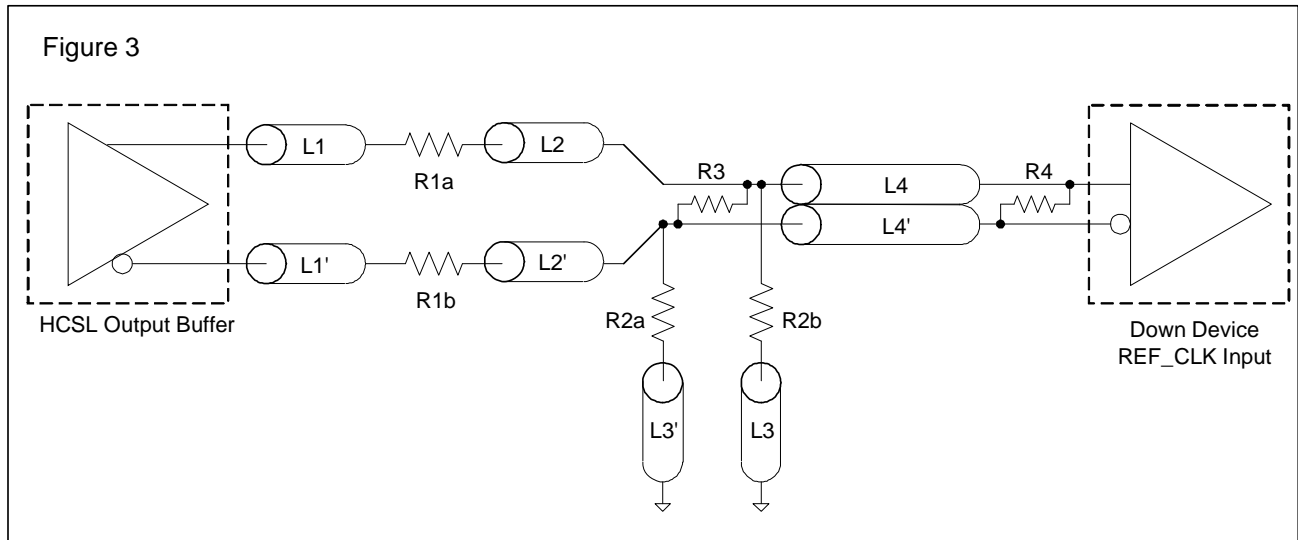 Figure 3
L1
R1a
L2
R3
L4
R4
L1'
R1b
L2'
L4'
HCSL Output Buffer
R2a
R2b
Down Device
REF_CLK Input
L3'
L3